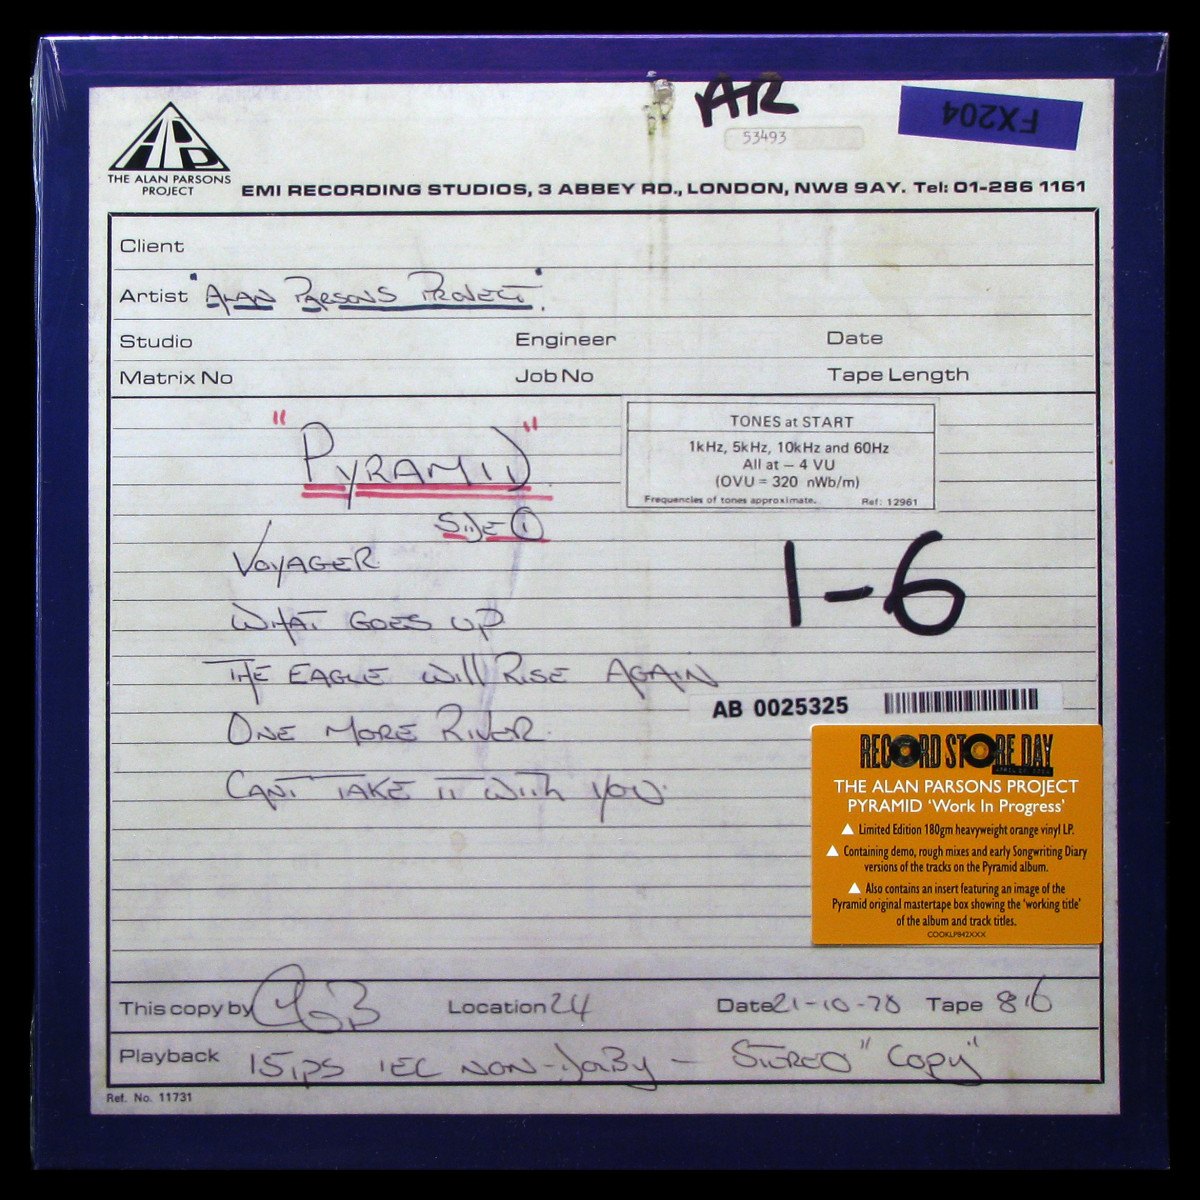 AR
53493
FX204
APP
THE ALAN PARSONS
PROJECT
EMI RECORDING STUDIOS, 3 ABBEY RD., LONDON, NW8 9AY. Tel: 01-286 1161
Client
Artist "ALAN PARSONS PROJECT".
Studio Engineer Date
Matrix No Job No Tape Length
"PYRAMID"
TONES at START
1kHz, 5kHz, 10kHz and 60Hz
All at – 4 VU
(OVU = 320 nWb/m)
Frequencies of tones approximate. Ref: 12961
SIDE 1
1-6
VOYAGER
WHAT GOES UP
THE EAGLE WILL RISE AGAIN
ONE MORE RIVER
CANT TAKE IT WITH YOU.
AB 0025325
RECORD STORE DAY
THE ALAN PARSONS PROJECT
PYRAMID 'Work In Progress'
Limited Edition 180gm heavyweight orange vinyl LP.
Containing demo, rough mixes and early Songwriting Diary
versions of the tracks on the Pyramid album.
Also contains an insert featuring an image of the
Pyramid original mastertape box showing the 'working title'
of the album and track titles.
COOKLP842XXX
This copy by Location 24 Date 21-10-78 Tape 816
Playback 15ips IEC NON-DOLBY – STEREO "COPY"
Ref. No. 11731